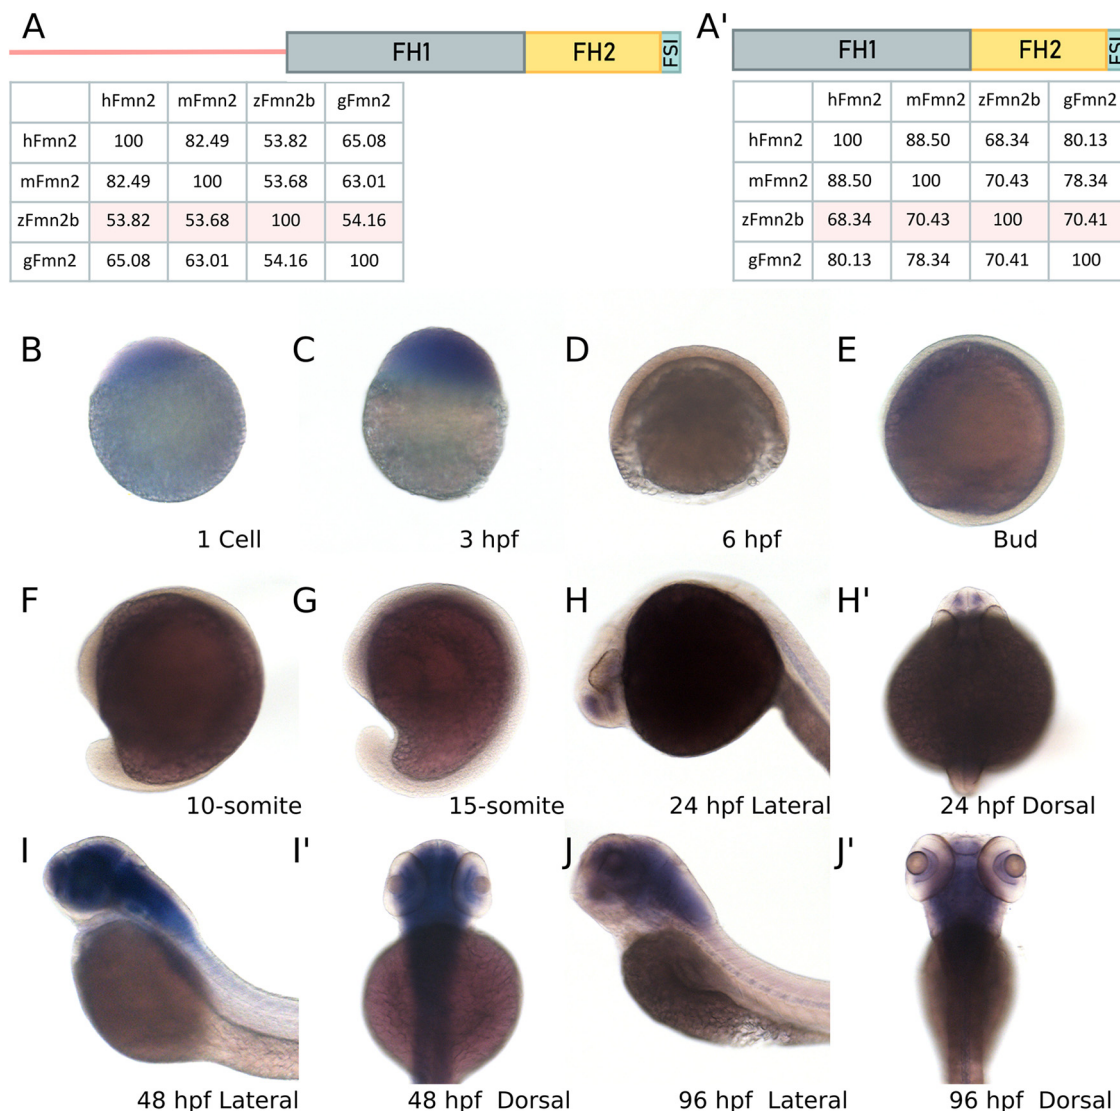 A
FH1 FH2 FSI
hFmn2 mFmn2 zFmn2b gFmn2
hFmn2 100 82.49 53.82 65.08
mFmn2 82.49 100 53.68 63.01
zFmn2b 53.82 53.68 100 54.16
gFmn2 65.08 63.01 54.16 100
A'
FH1 FH2 FSI
hFmn2 mFmn2 zFmn2b gFmn2
hFmn2 100 88.50 68.34 80.13
mFmn2 88.50 100 70.43 78.34
zFmn2b 68.34 70.43 100 70.41
gFmn2 80.13 78.34 70.41 100
B C D E
1 Cell 3 hpf 6 hpf Bud
F G H H'
10-somite 15-somite 24 hpf Lateral 24 hpf Dorsal
I I' J J'
48 hpf Lateral 48 hpf Dorsal 96 hpf Lateral 96 hpf Dorsal